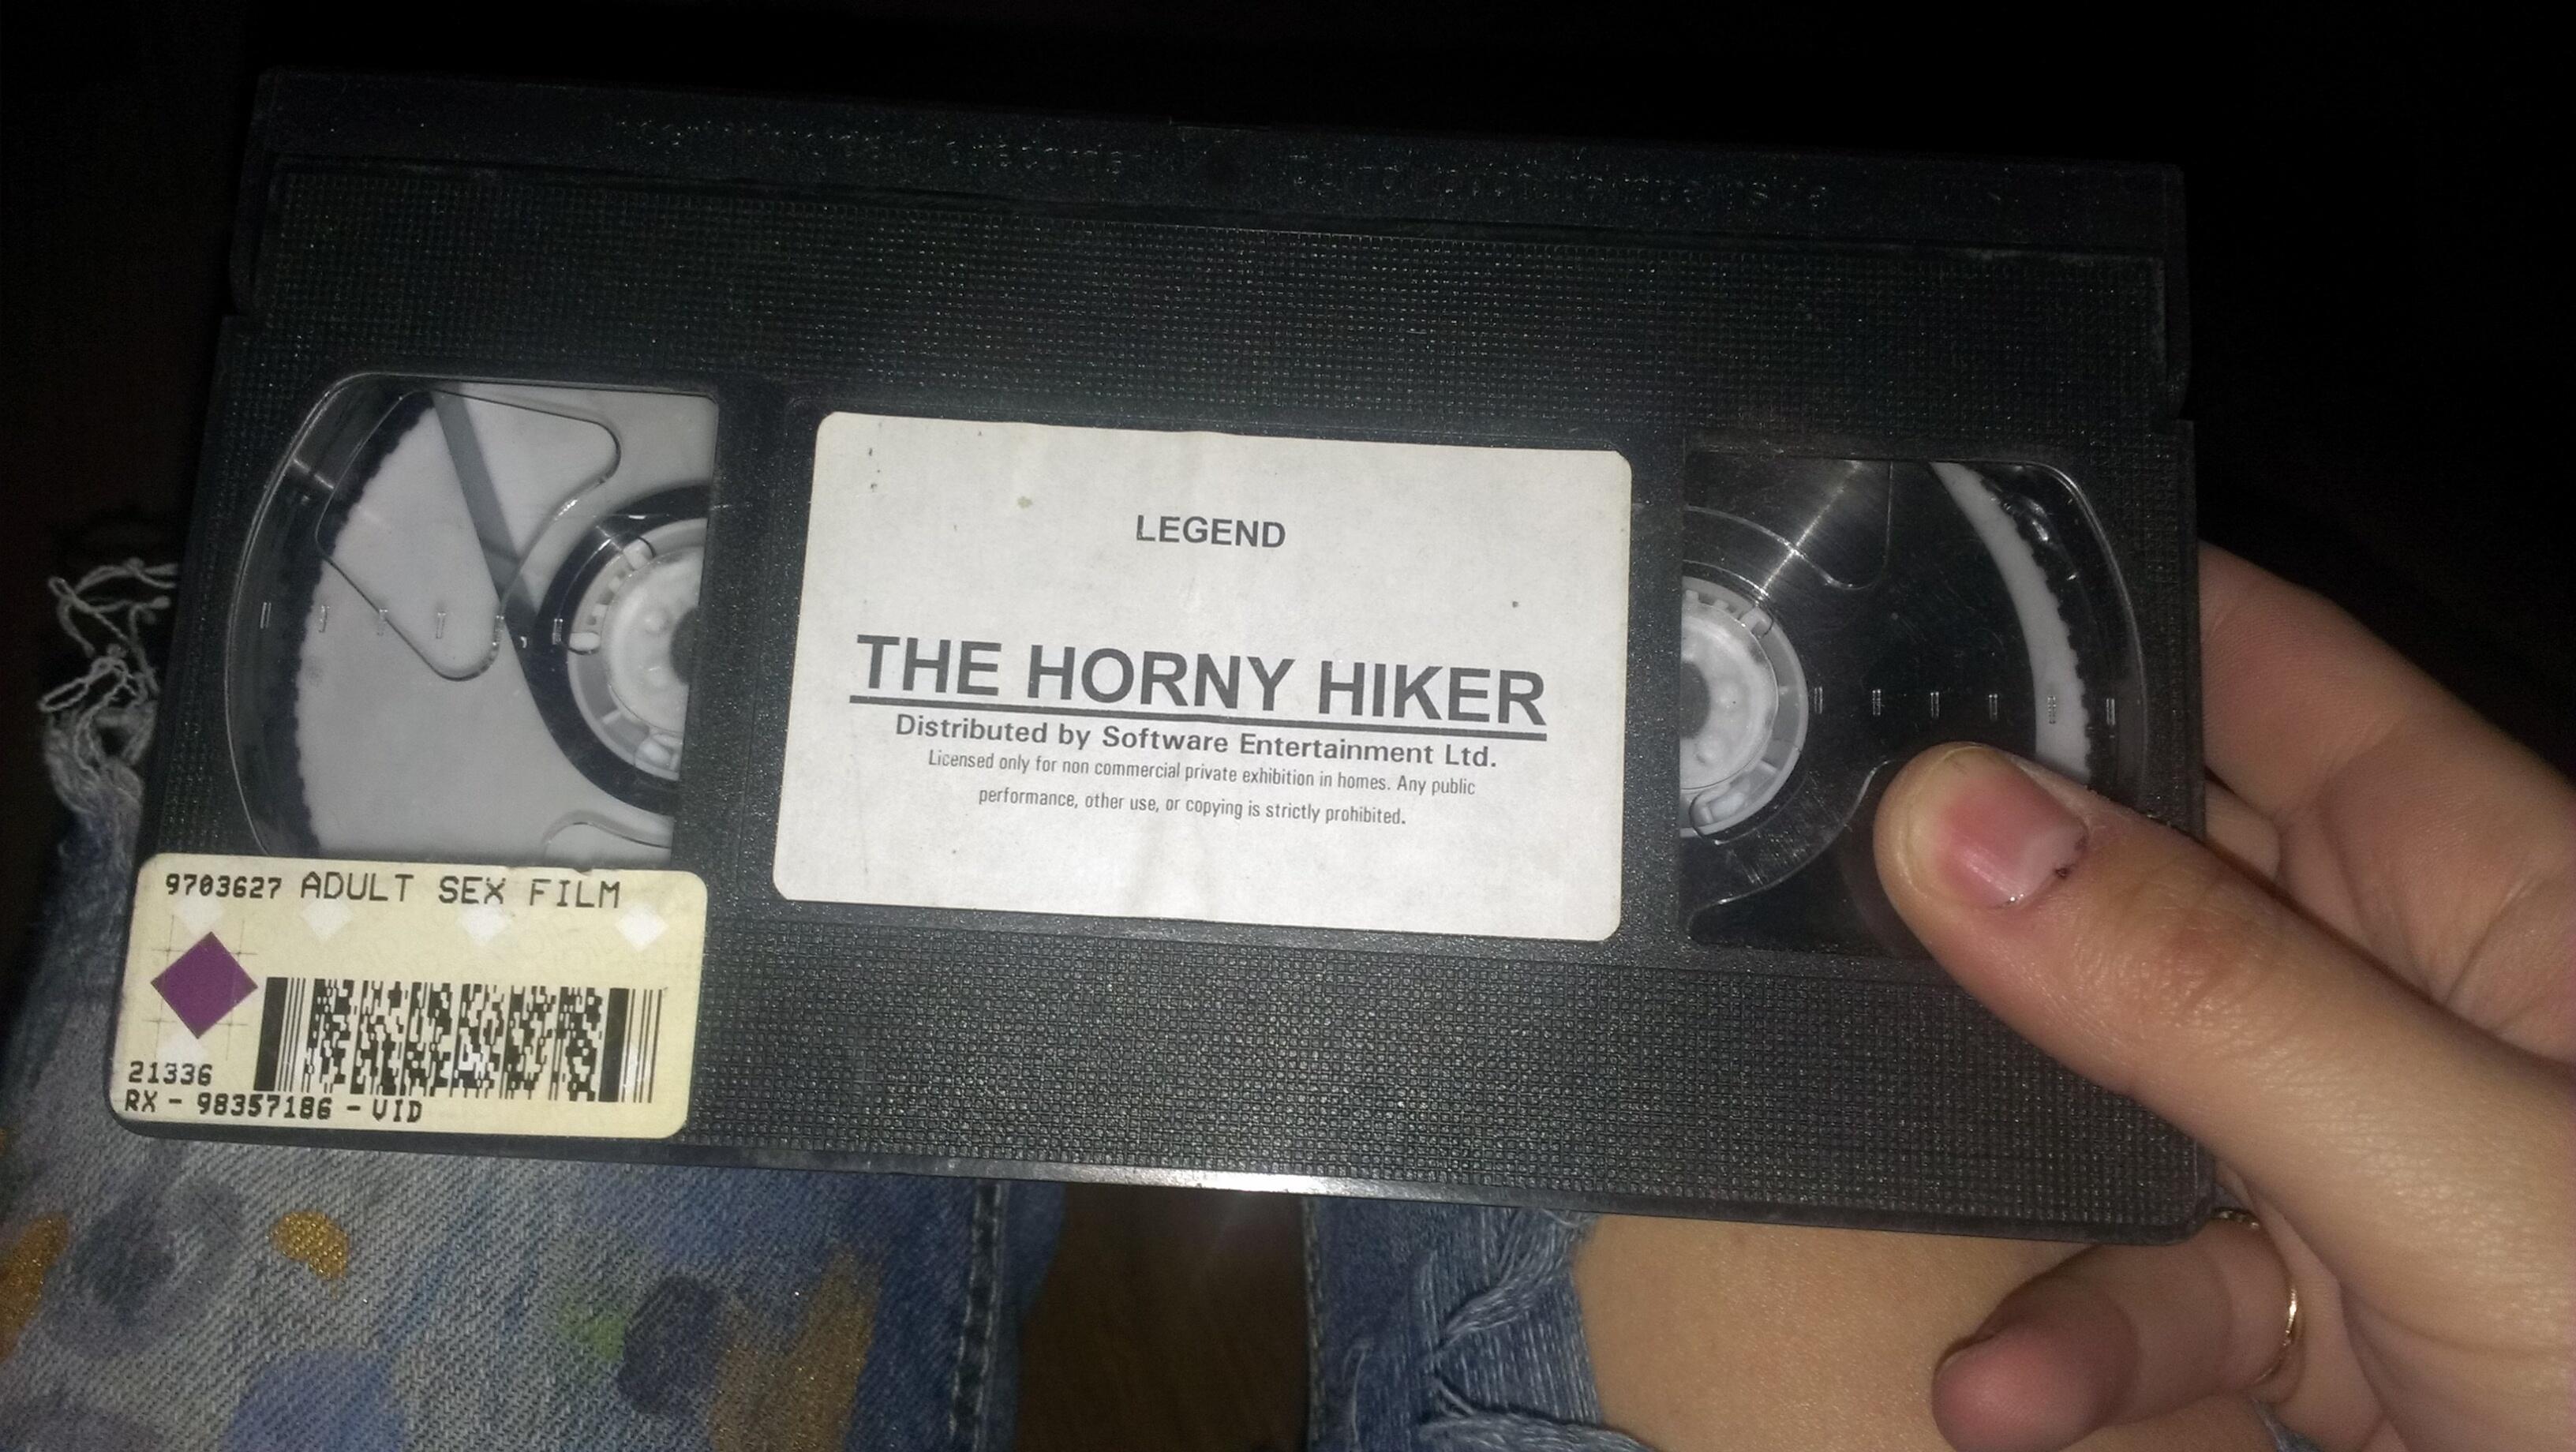 LEGEND
THE HORNY HIKER
Distributed by Software Entertainment Ltd.
Licensed only for non commercial private exhibition in homes. Any public
performance, other use, or copying is strictly prohibited.
9703627 ADULT SEX FILM
21336
RX - 98357186 - VID